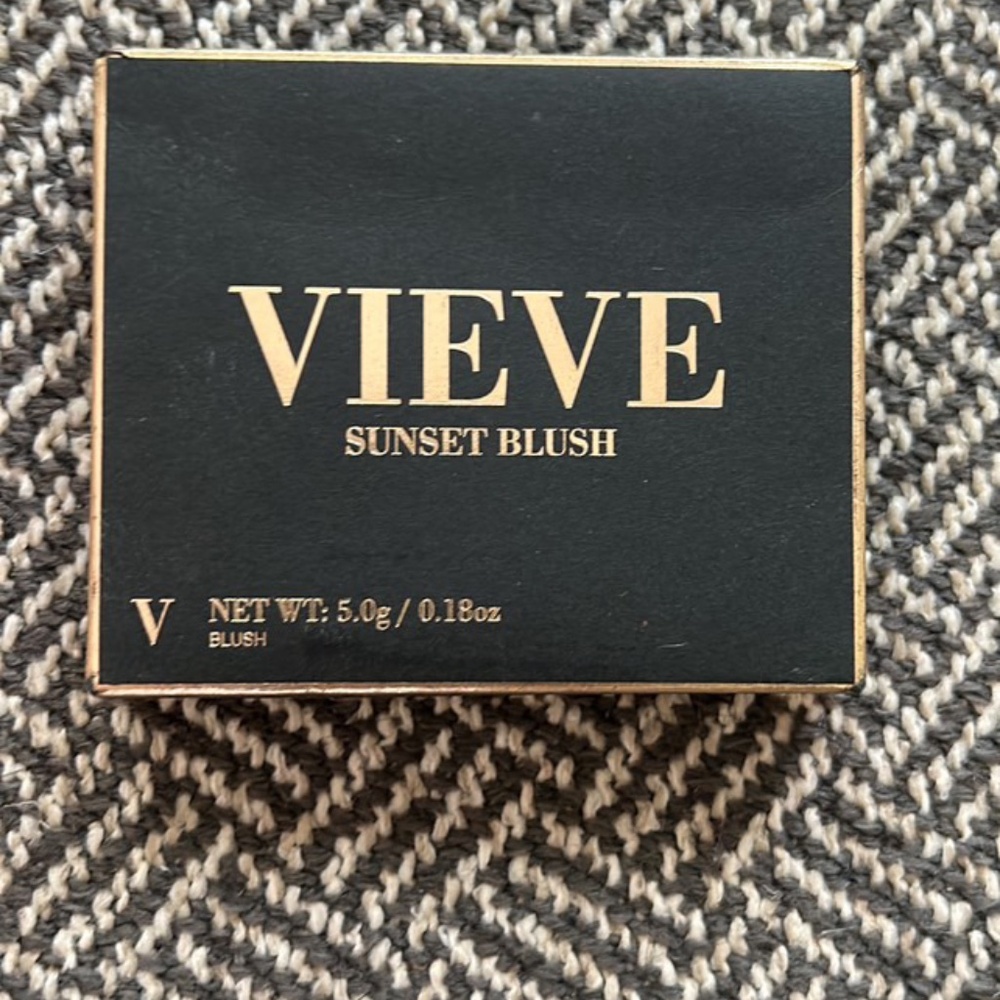 VIEVE
SUNSET BLUSH
V
NET WT: 5.0g / 0.18oz
BLUSH